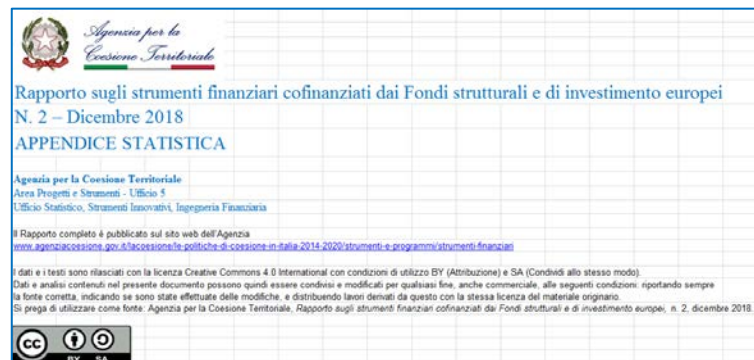 Agenzia per la
Coesione Territoriale
Rapporto sugli strumenti finanziari cofinanziati dai Fondi strutturali e di investimento europei
N. 2 – Dicembre 2018
APPENDICE STATISTICA
Agenzia per la Coesione Territoriale
Area Progetti e Strumenti - Ufficio 5
Ufficio Statistico, Strumenti Innovativi, Ingegneria Finanziaria
Il Rapporto completo è pubblicato sul sito web dell'Agenzia
www.agenziacoesione.gov.it/lacoesione/le-politiche-di-coesione-in-italia-2014-2020/strumenti-e-programmi/strumenti-finanziari
I dati e i testi sono rilasciati con la licenza Creative Commons 4.0 International con condizioni di utilizzo BY (Attribuzione) e SA (Condividi allo stesso modo).
Dati e analisi contenuti nel presente documento possono quindi essere condivisi e modificati per qualsiasi fine, anche commerciale, alle seguenti condizioni: riportando sempre
la fonte corretta, indicando se sono state effettuate delle modifiche, e distribuendo lavori derivati da questo con la stessa licenza del materiale originario.
Si prega di utilizzare come fonte: Agenzia per la Coesione Territoriale, Rapporto sugli strumenti finanziari cofinanziati dai Fondi strutturali e di investimento europei, n. 2, dicembre 2018.
cc
BY SA